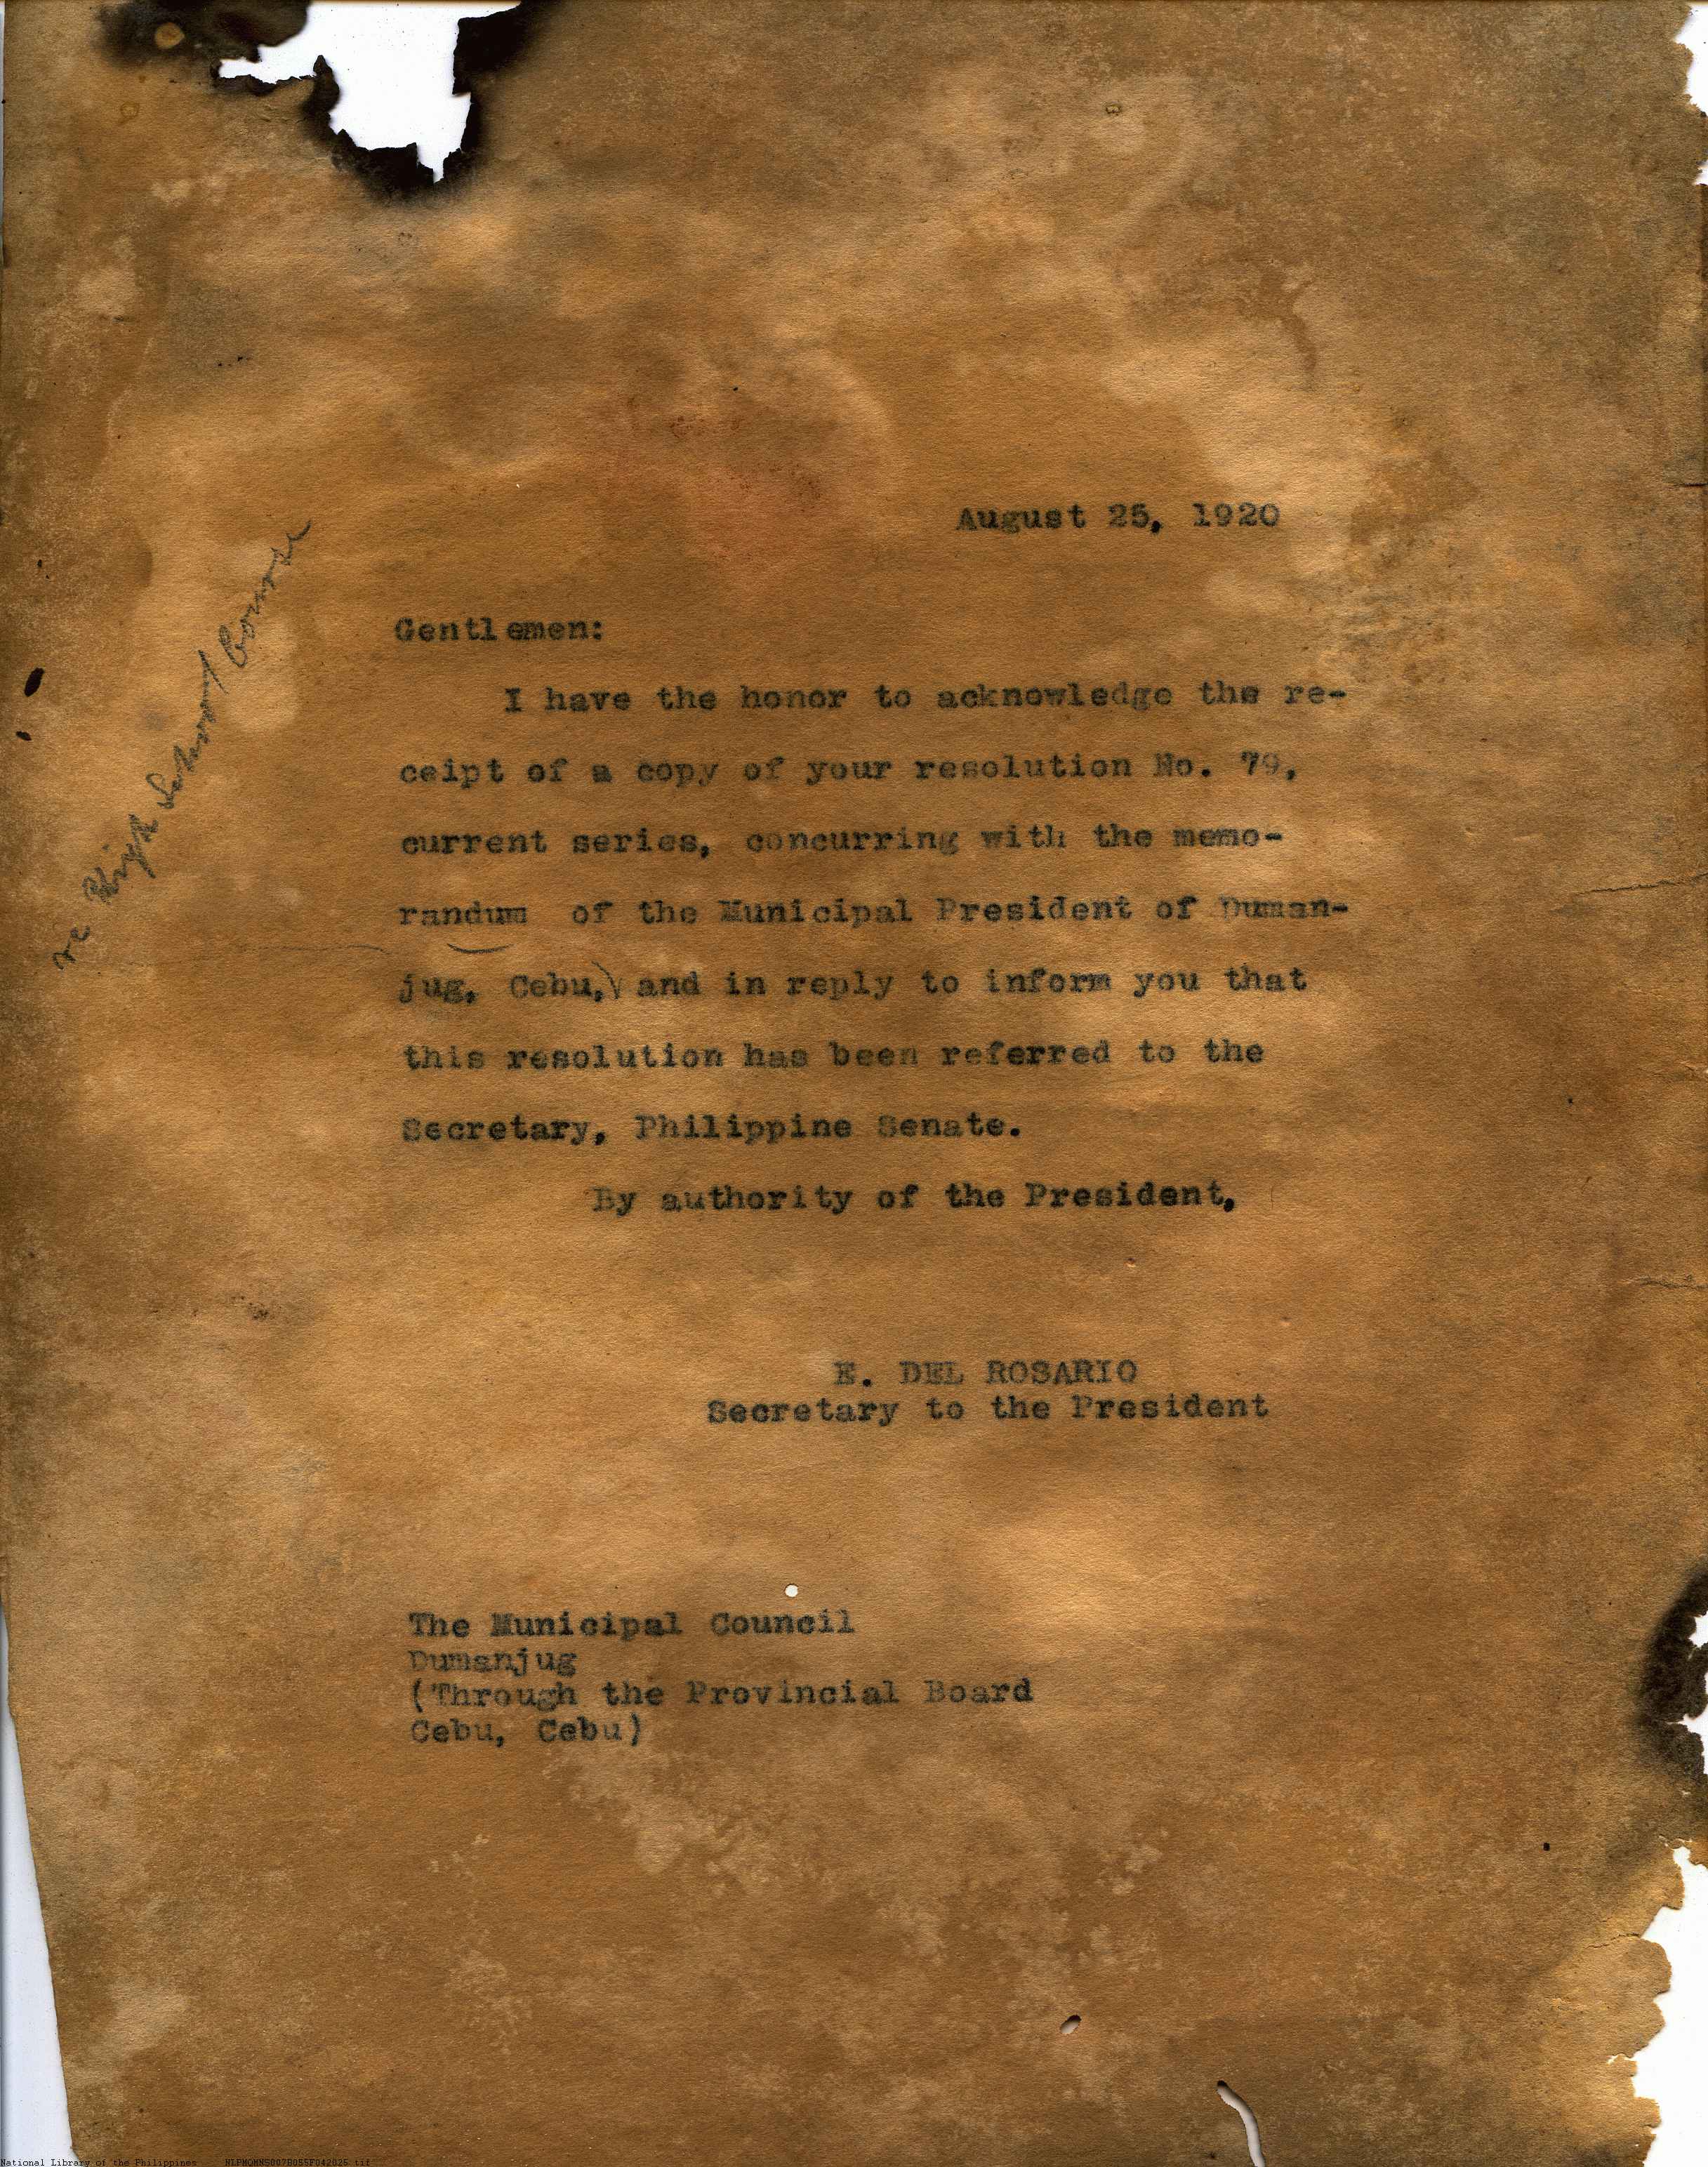 August 25, 1920
re High School Course
Gentlemen:
I have the honor to acknowledge the re-
ceipt of a copy of your resolution No. 79,
current series, concurring with the memo-
randum of the Municipal President of Duman-
jug, Cebu, and in reply to inform you that
this resolution has been referred to the
Secretary, Philippine Senate.
By authority of the President,
E. DEL ROSARIO
Secretary to the President
The Municipal Council
Dumanjug
(Through the Provincial Board
Cebu, Cebu)
National Library of the Philippines NLPMQMNS007B055F042025.tif